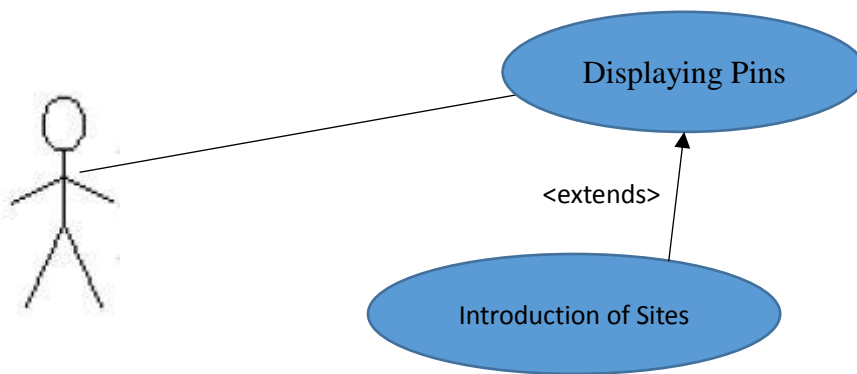 Displaying Pins
<extends>
Introduction of Sites